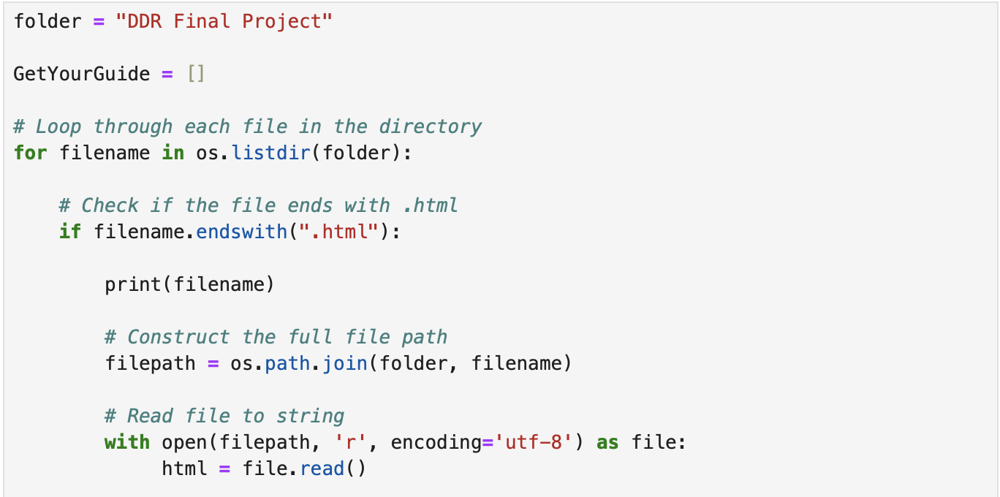 folder = "DDR Final Project"
GetYourGuide = []
# Loop through each file in the directory
for filename in os.listdir(folder):
# Check if the file ends with .html
if filename.endswith(".html"):
print(filename)
# Construct the full file path
filepath = os.path.join(folder, filename)
# Read file to string
with open(filepath, 'r', encoding='utf-8') as file:
html = file.read()